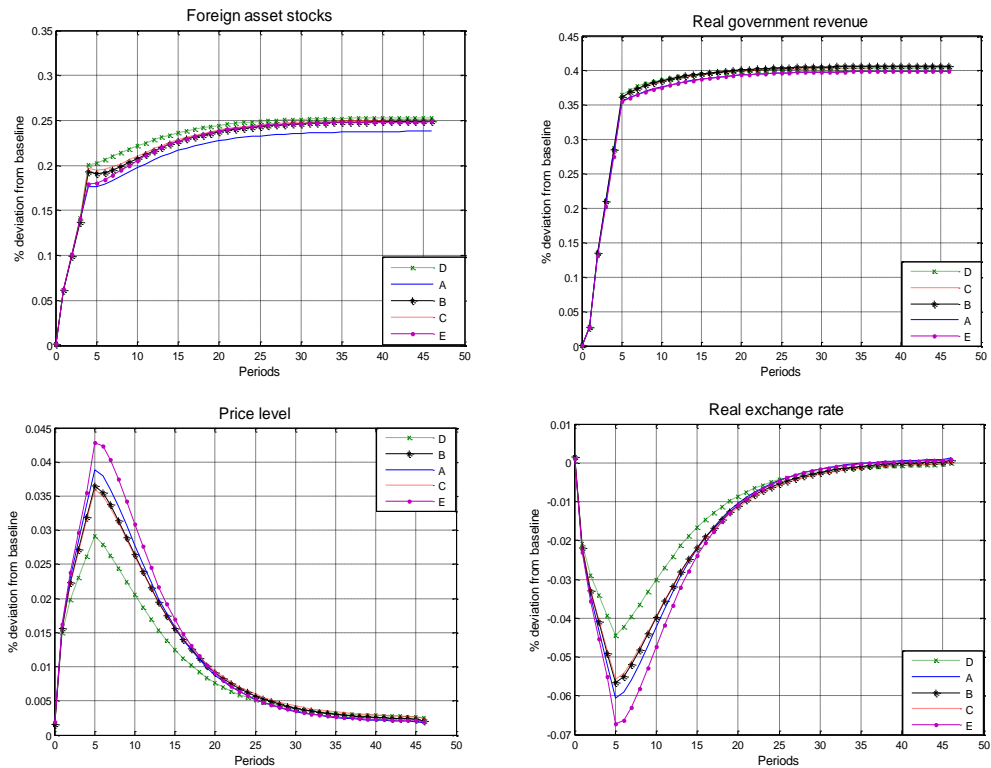 Foreign asset stocks
0.35
0.3
0.25
0.2
0.15
0.1
0.05
0
% deviation from baseline
0 5 10 15 20 25 30 35 40 45 50
Periods
D
A
B
C
E
Real government revenue
0.45
0.4
0.35
0.3
0.25
0.2
0.15
0.1
0.05
0
% deviation from baseline
0 5 10 15 20 25 30 35 40 45 50
Periods
D
C
B
A
E
Price level
0.045
0.04
0.035
0.03
0.025
0.02
0.015
0.01
0.005
0
% deviation from baseline
0 5 10 15 20 25 30 35 40 45 50
Periods
D
B
A
C
E
Real exchange rate
0.01
0
-0.01
-0.02
-0.03
-0.04
-0.05
-0.06
-0.07
% deviation from baseline
0 5 10 15 20 25 30 35 40 45 50
Periods
D
A
B
C
E